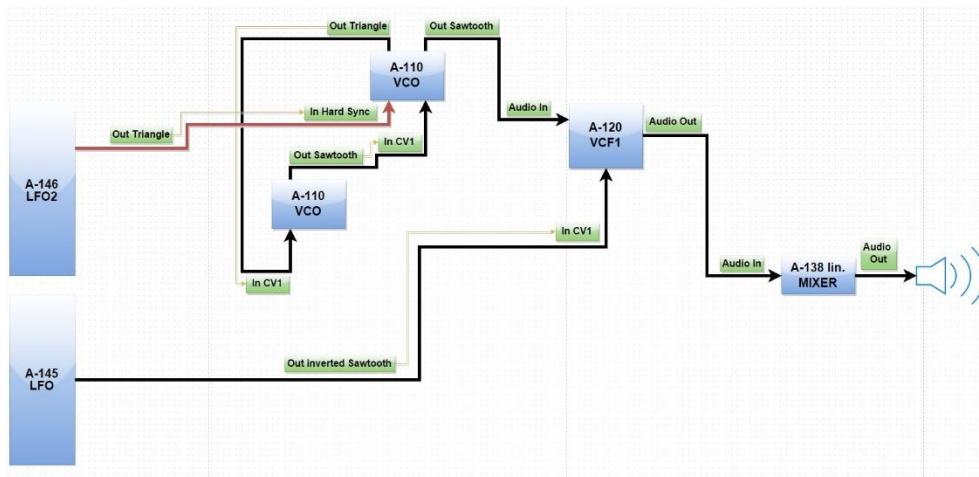 Out Triangle
Out Sawtooth
A-110
VCO
In Hard Sync
Out Triangle
Audio In
A-120
VCF1
Audio Out
In CV1
Out Sawtooth
A-146
LFO2
A-110
VCO
In CV1
In CV1
Audio In
A-138 lin.
MIXER
Audio
Out
Out inverted Sawtooth
A-145
LFO